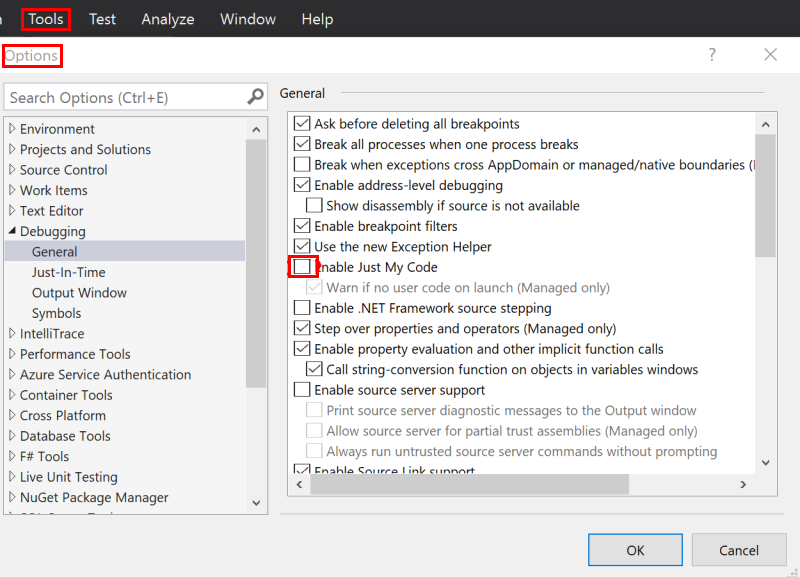 Tools Test Analyze Window Help
Options ?
Search Options (Ctrl+E)
Environment
Projects and Solutions
Source Control
Work Items
Text Editor
Debugging
General
Just-In-Time
Output Window
Symbols
IntelliTrace
Performance Tools
Azure Service Authentication
Container Tools
Cross Platform
Database Tools
F# Tools
Live Unit Testing
NuGet Package Manager
General
Ask before deleting all breakpoints
Break all processes when one process breaks
Break when exceptions cross AppDomain or managed/native boundaries (
Enable address-level debugging
Show disassembly if source is not available
Enable breakpoint filters
Use the new Exception Helper
nable Just My Code
Warn if no user code on launch (Managed only)
Enable .NET Framework source stepping
Step over properties and operators (Managed only)
Enable property evaluation and other implicit function calls
Call string-conversion function on objects in variables windows
Enable source server support
Print source server diagnostic messages to the Output window
Allow source server for partial trust assemblies (Managed only)
Always run untrusted source server commands without prompting
Enable Source Link support
OK Cancel